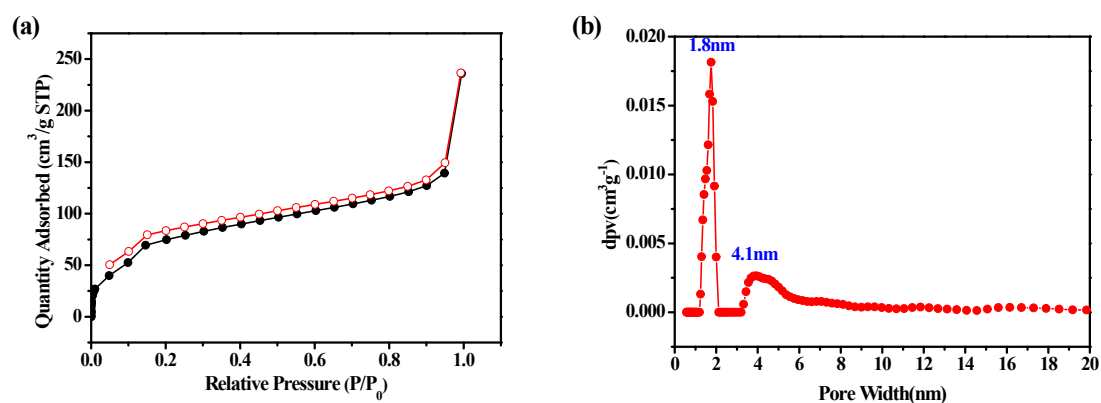 (a)
Quantity Adsorbed (cm³/g STP)
250
200
150
100
50
0
0.0 0.2 0.4 0.6 0.8 1.0
Relative Pressure (P/P₀)
(b)
dpv(cm³g⁻¹)
0.020
0.015
0.010
0.005
0.000
1.8nm
4.1nm
0 2 4 6 8 10 12 14 16 18 20
Pore Width(nm)